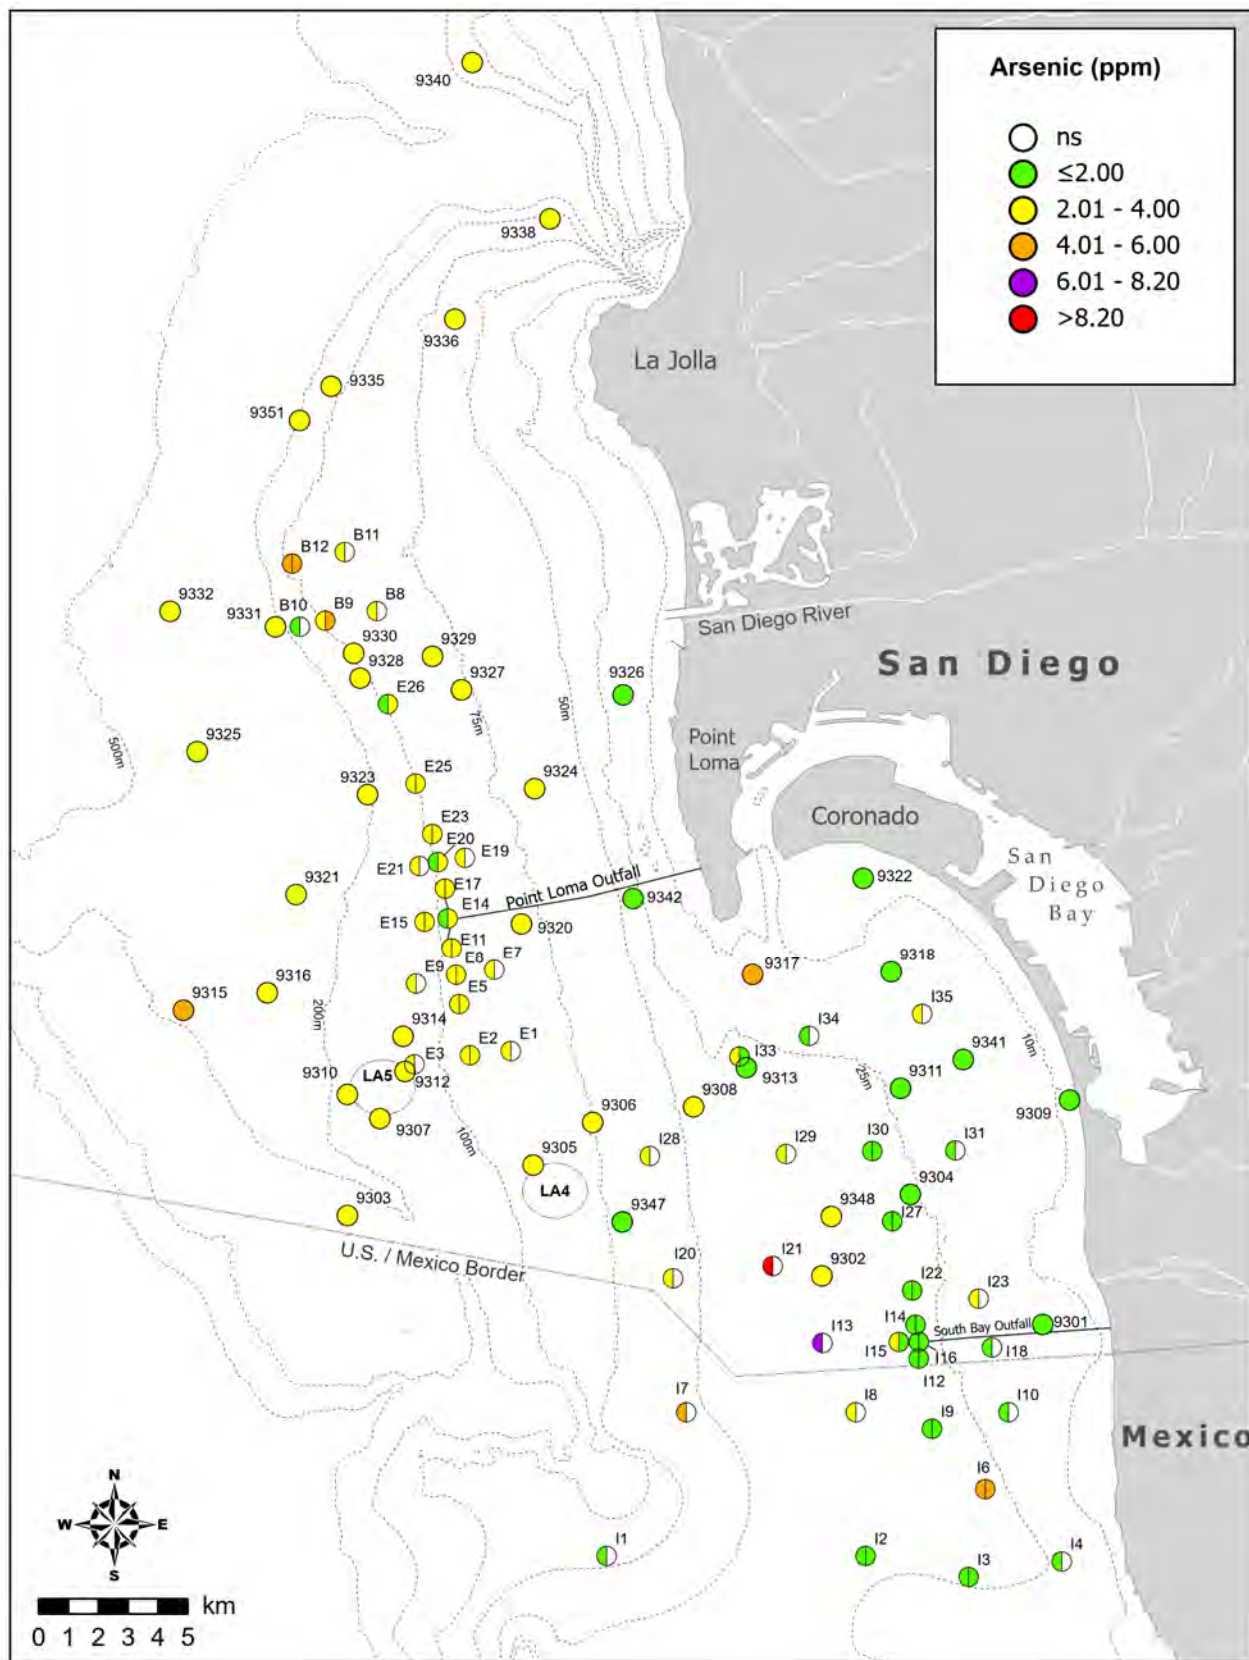 Arsenic (ppm)
ns
≤2.00
2.01 - 4.00
4.01 - 6.00
6.01 - 8.20
>8.20
9340
9338
9336
La Jolla
9335
9351
B11
B12
9332
B8
B9
B10
9331
San Diego River
9330
9329
San Diego
9328
9327
9326
E26
75m
50m
Point
Loma
9325
500m
E25
9324
9323
Coronado
E23
E20
E19
E21
San
Diego
Bay
9321
E17
Point Loma Outfall
9322
9342
E14
E15
9320
E11
E8
E7
9317
9318
E9
9316
9315
E5
200m
I35
I34
9314
E2
E1
10m
E3
I33
9341
LA5
9310
9312
9313
25m
9311
9308
9309
9306
9307
100m
I28
I29
I30
I31
9305
9304
LA4
9303
9347
9348
I27
U.S. / Mexico Border
I20
I21
9302
I22
I23
I14
South Bay Outfall
9301
I13
I15
I16
I18
I12
I7
I8
I10
I9
Mexico
I6
N
W
E
S
I1
I2
I3
I4
km
0 1 2 3 4 5